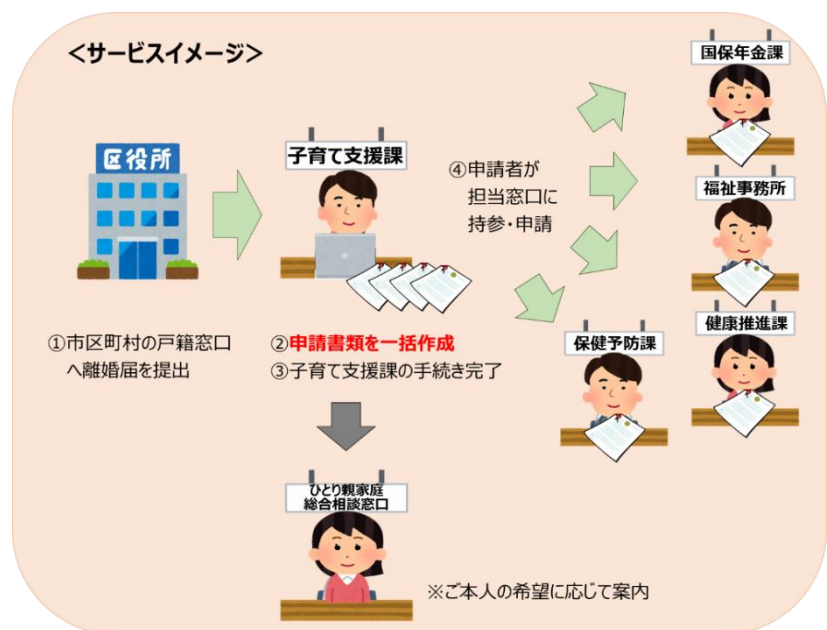 ＜サービスイメージ＞
区役所
①市区町村の戸籍窓口
へ離婚届を提出
子育て支援課
②申請書類を一括作成
③子育て支援課の手続き完了
④申請者が
担当窓口に
持参・申請
国保年金課
福祉事務所
健康推進課
保健予防課
ひとり親家庭
総合相談窓口
※ご本人の希望に応じて案内